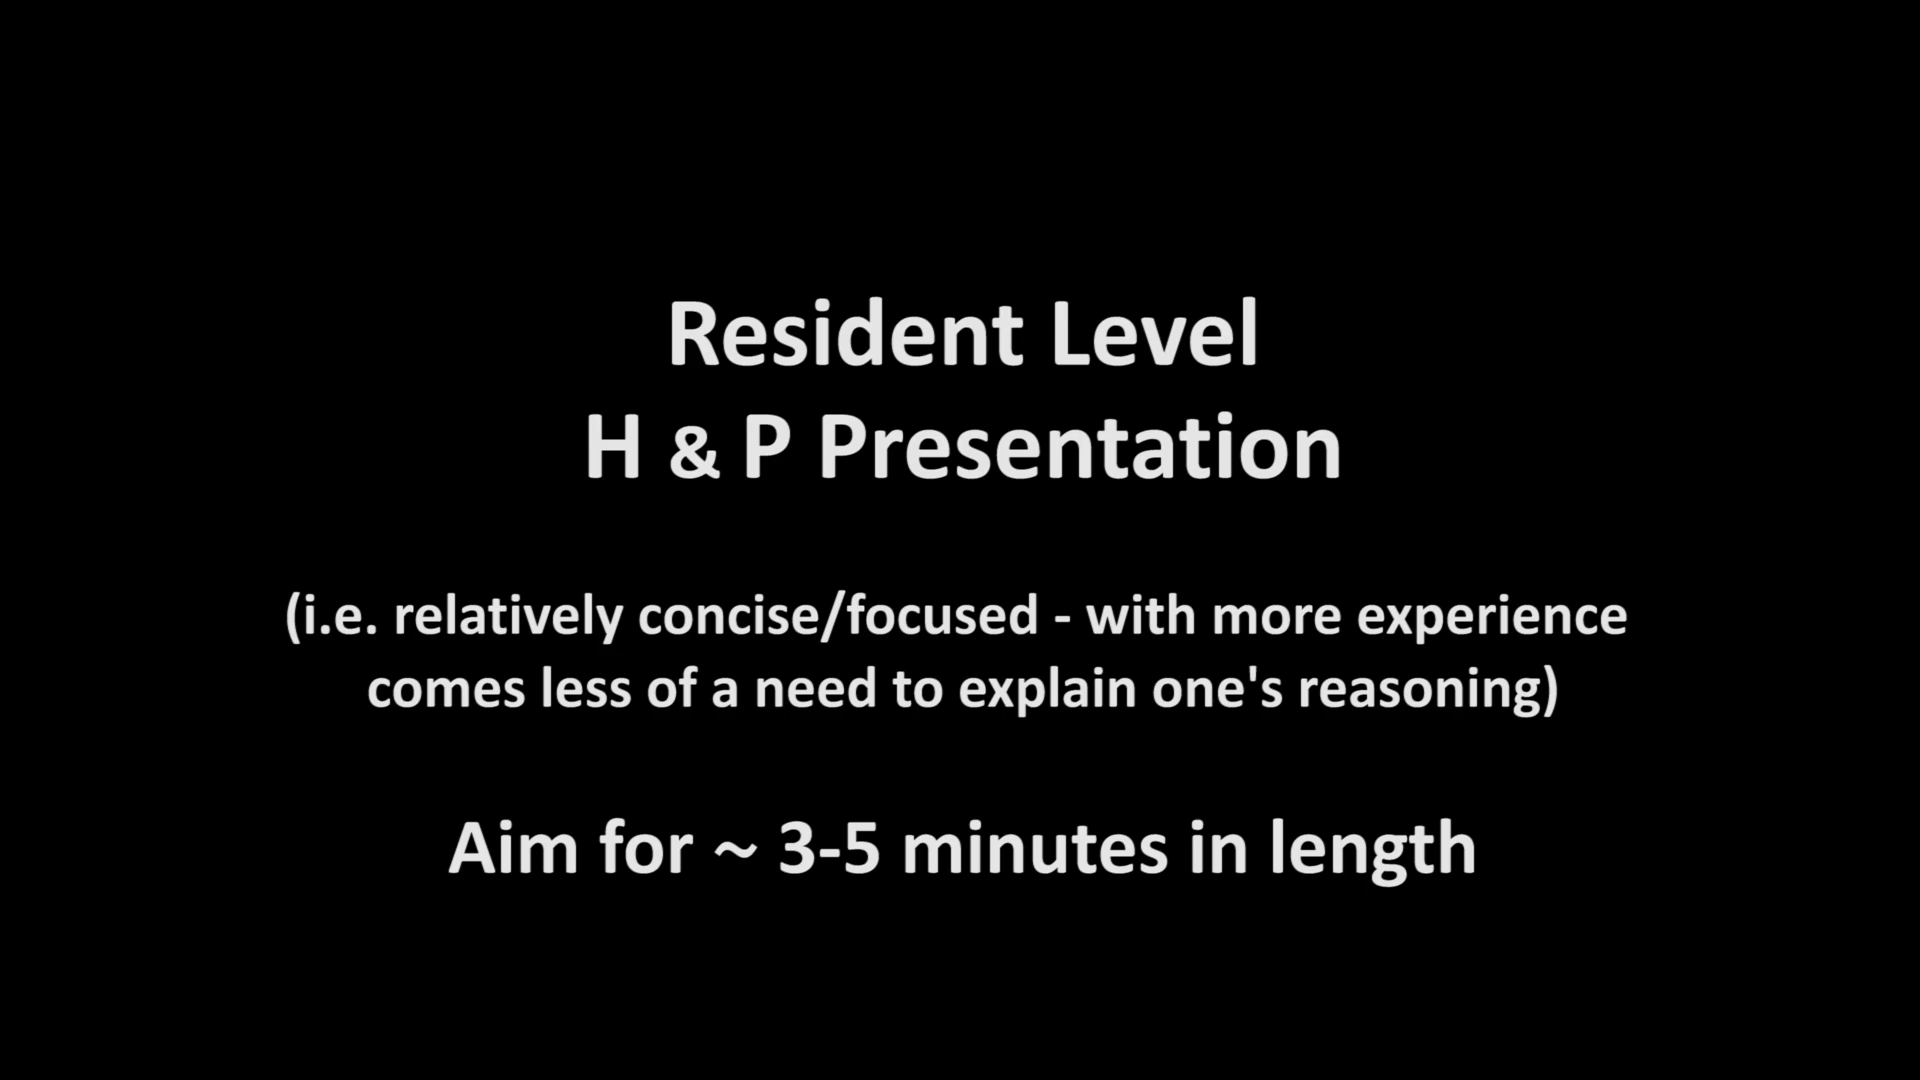 Resident Level
H & P Presentation
(i.e. relatively concise/focused - with more experience
comes less of a need to explain one's reasoning)
Aim for ~ 3-5 minutes in length